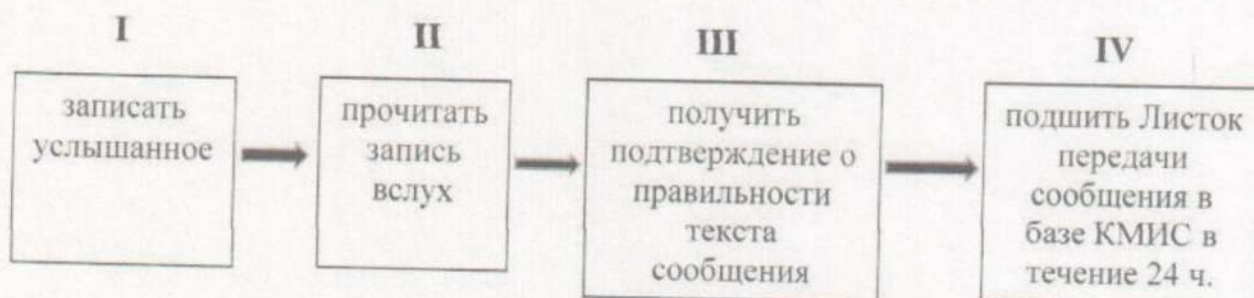 I
II
III
IV
записать
услышанное
прочитать
запись
вслух
получить
подтверждение о
правильности
текста
сообщения
подшить Листок
передачи
сообщения в
базе КМИС в
течение 24 ч.